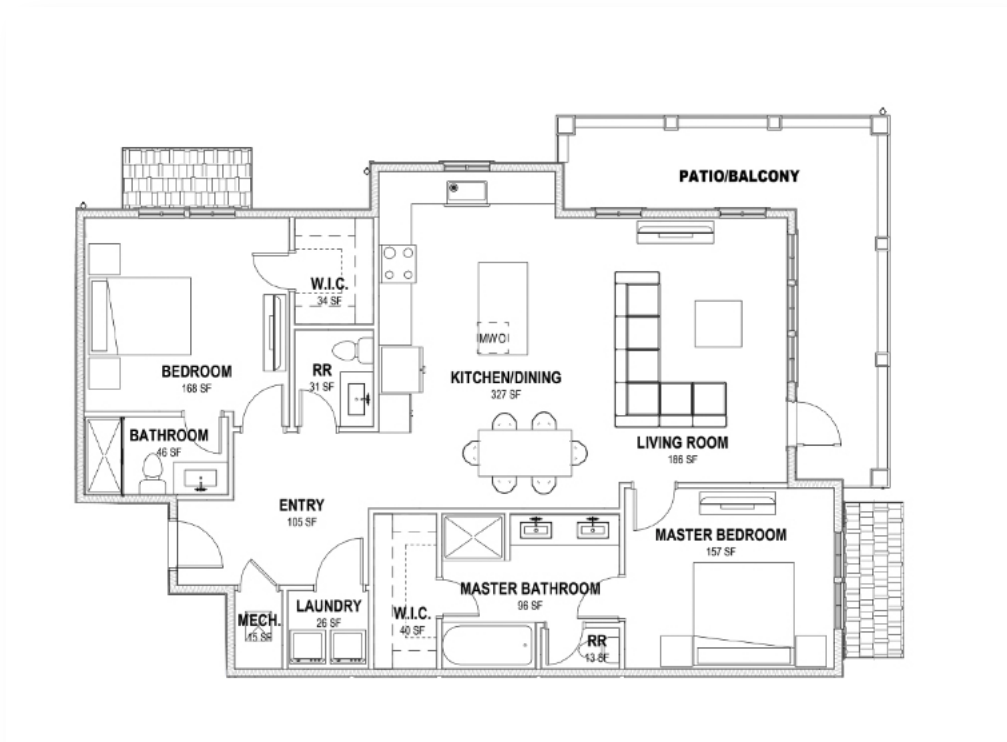 PATIO/BALCONY
W.I.C.
34 SF
MWO
BEDROOM
168 SF
RR
31 SF
KITCHEN/DINING
327 SF
BATHROOM
46 SF
LIVING ROOM
186 SF
ENTRY
105 SF
MASTER BEDROOM
157 SF
MASTER BATHROOM
96 SF
LAUNDRY
26 SF
W.I.C.
40 SF
MECH.
15 SF
RR
13 SF